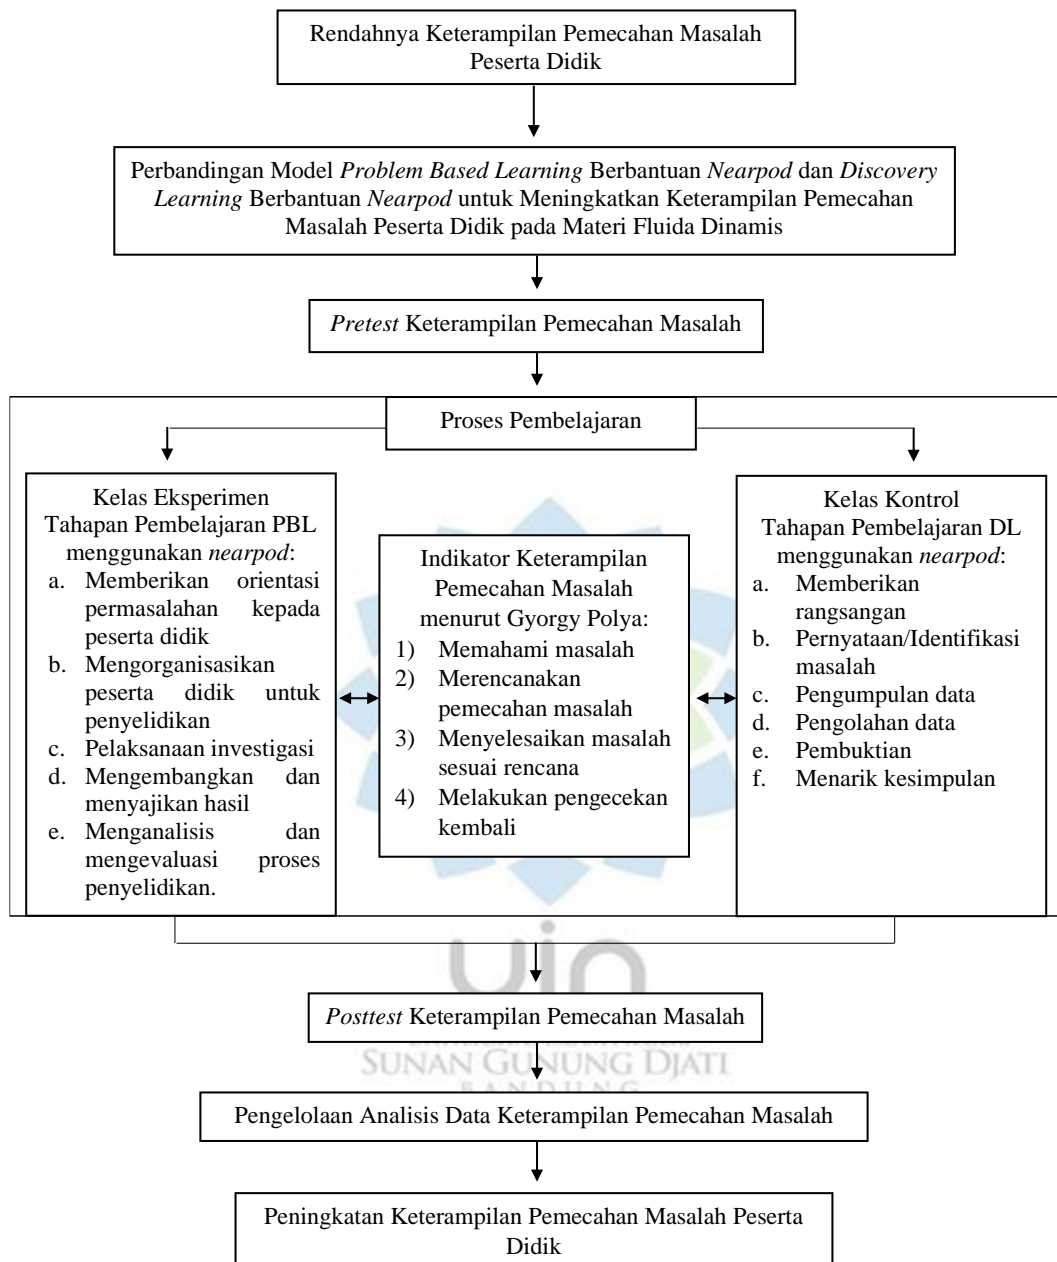 Rendahnya Keterampilan Pemecahan Masalah
Peserta Didik
Perbandingan Model Problem Based Learning Berbantuan Nearpod dan Discovery
Learning Berbantuan Nearpod untuk Meningkatkan Keterampilan Pemecahan
Masalah Peserta Didik pada Materi Fluida Dinamis
Pretest Keterampilan Pemecahan Masalah
Proses Pembelajaran
Kelas Eksperimen
Tahapan Pembelajaran PBL
menggunakan nearpod:
a. Memberikan orientasi
permasalahan kepada
peserta didik
b. Mengorganisasikan
peserta didik untuk
penyelidikan
c. Pelaksanaan investigasi
d. Mengembangkan dan
menyajikan hasil
e. Menganalisis dan
mengevaluasi proses
penyelidikan.
Indikator Keterampilan
Pemecahan Masalah
menurut Gyorgy Polya:
1) Memahami masalah
2) Merencanakan
pemecahan masalah
3) Menyelesaikan masalah
sesuai rencana
4) Melakukan pengecekan
kembali
Kelas Kontrol
Tahapan Pembelajaran DL
menggunakan nearpod:
a. Memberikan
rangsangan
b. Pernyataan/Identifikasi
masalah
c. Pengumpulan data
d. Pengolahan data
e. Pembuktian
f. Menarik kesimpulan
uin
Posttest Keterampilan Pemecahan Masalah
SUNAN GUNUNG DJATI
BANDUNG
Pengelolaan Analisis Data Keterampilan Pemecahan Masalah
Peningkatan Keterampilan Pemecahan Masalah Peserta
Didik